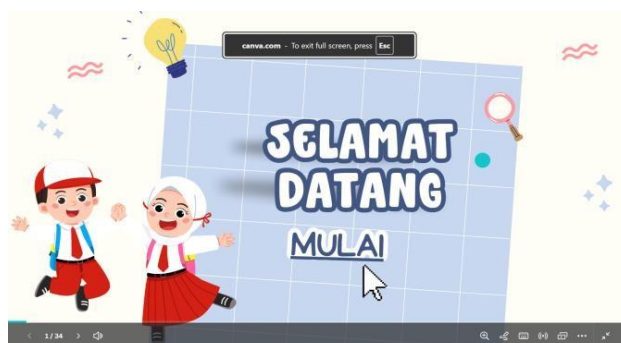 canva.com - To exit full screen, press Esc
SELAMAT
DATANG
MULAI
1/34